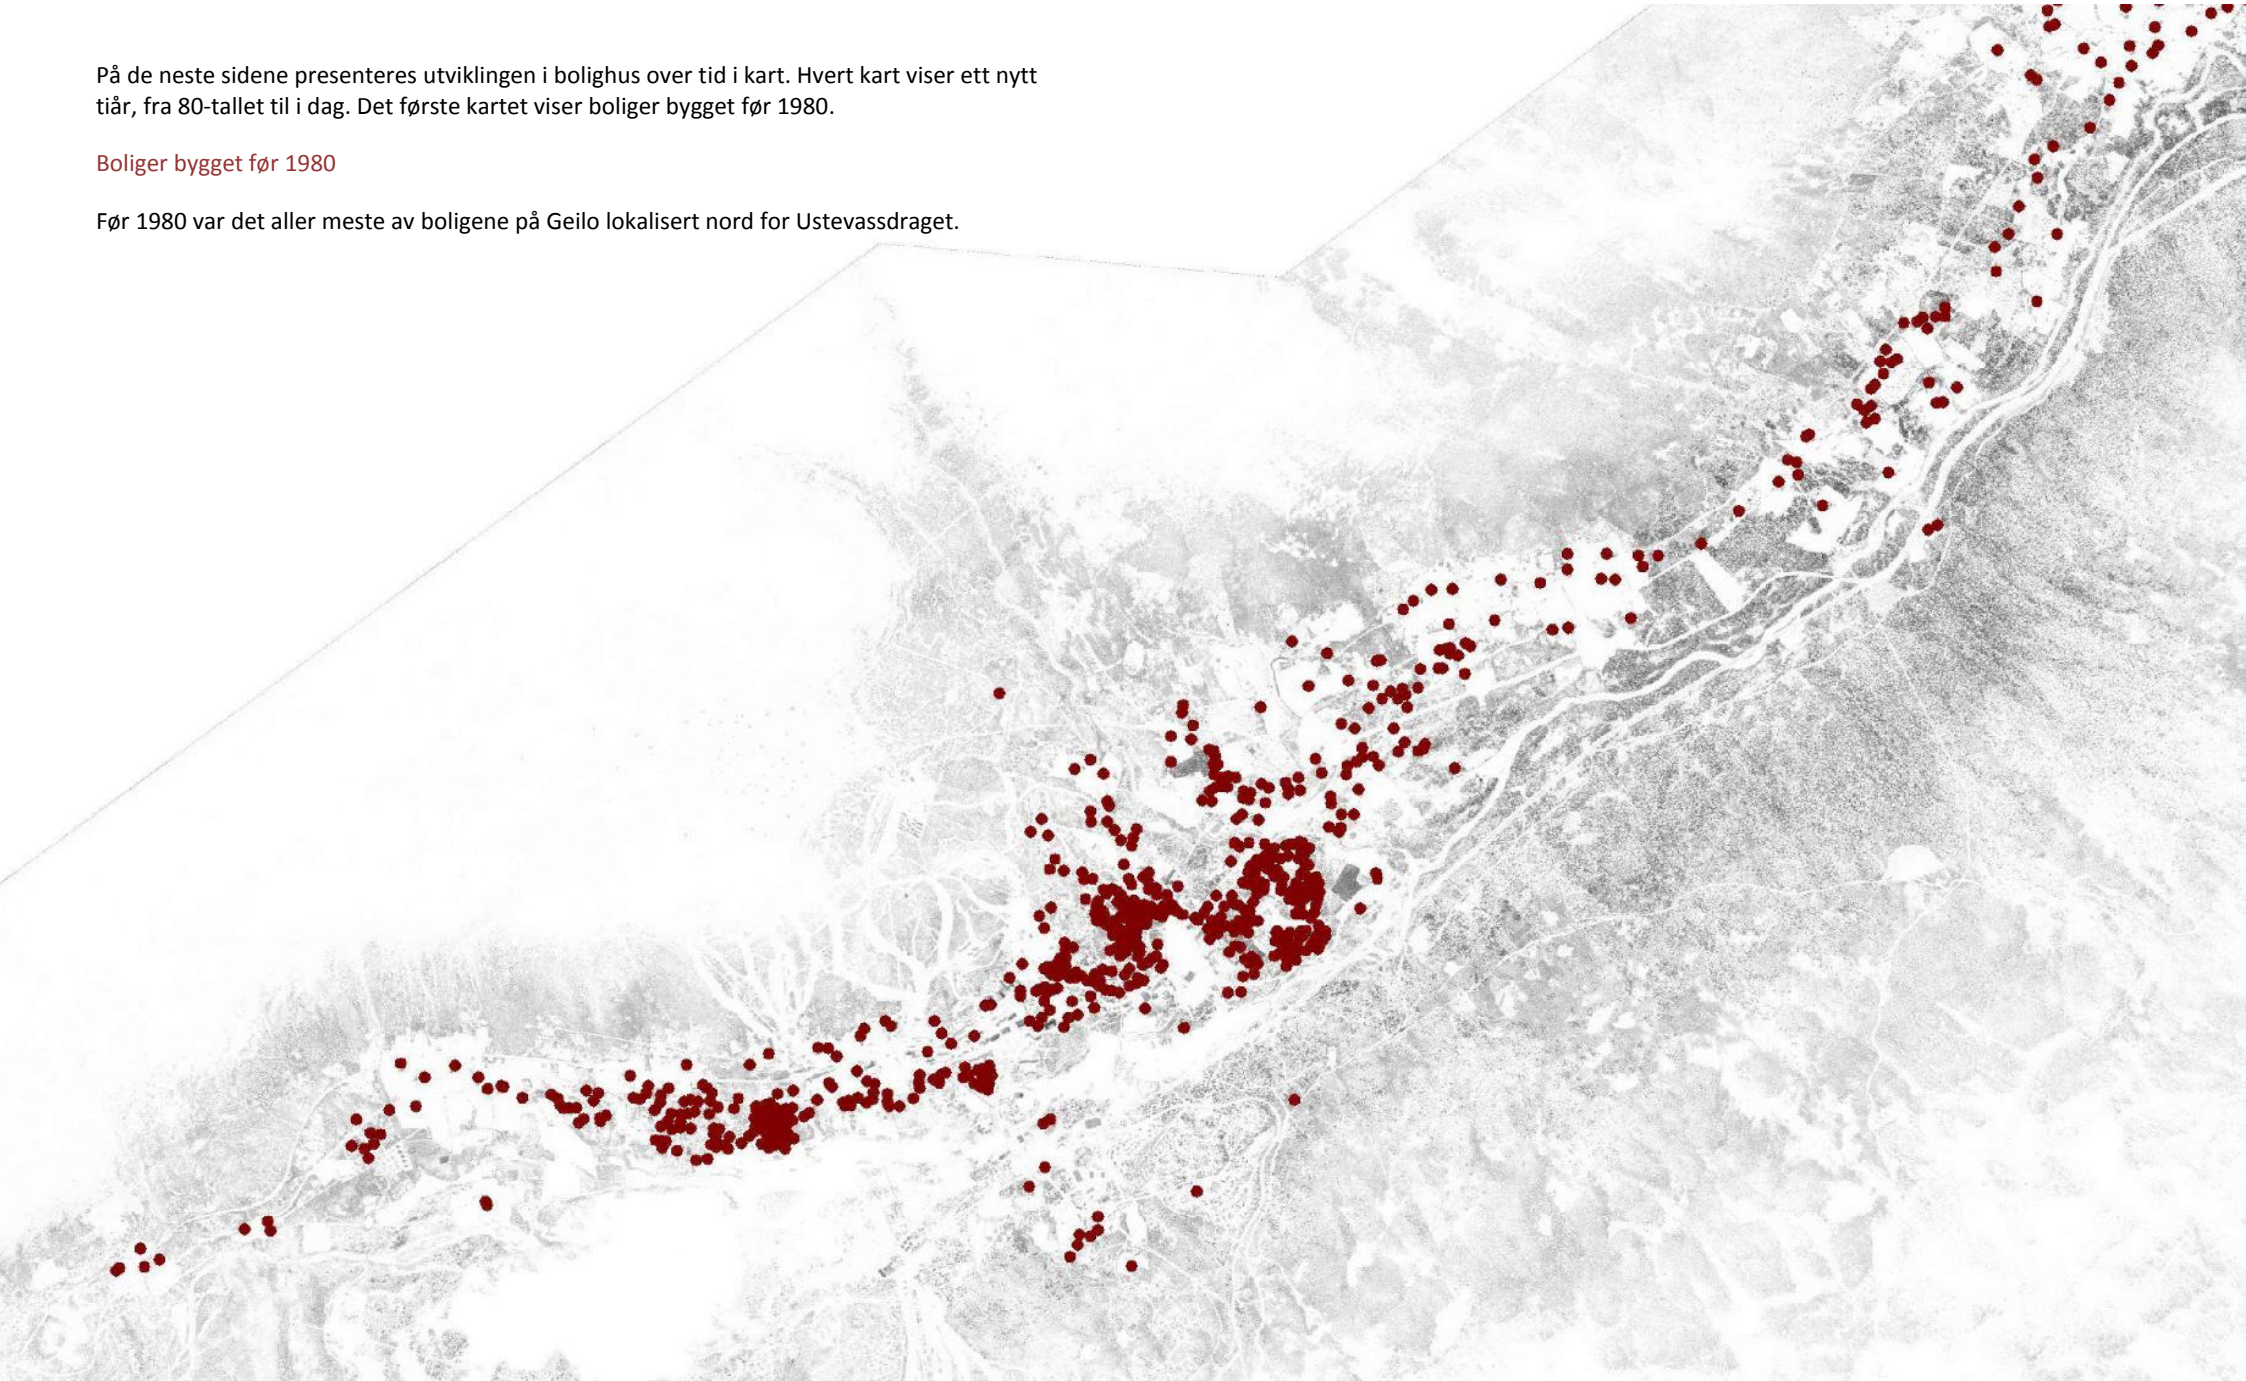 På de neste sidene presenteres utviklingen i bolighus over tid i kart. Hvert kart viser ett nytt
tiår, fra 80-tallet til i dag. Det første kartet viser boliger bygget før 1980.
Boliger bygget før 1980
Før 1980 var det aller meste av boligene på Geilo lokalisert nord for Ustevassdraget.